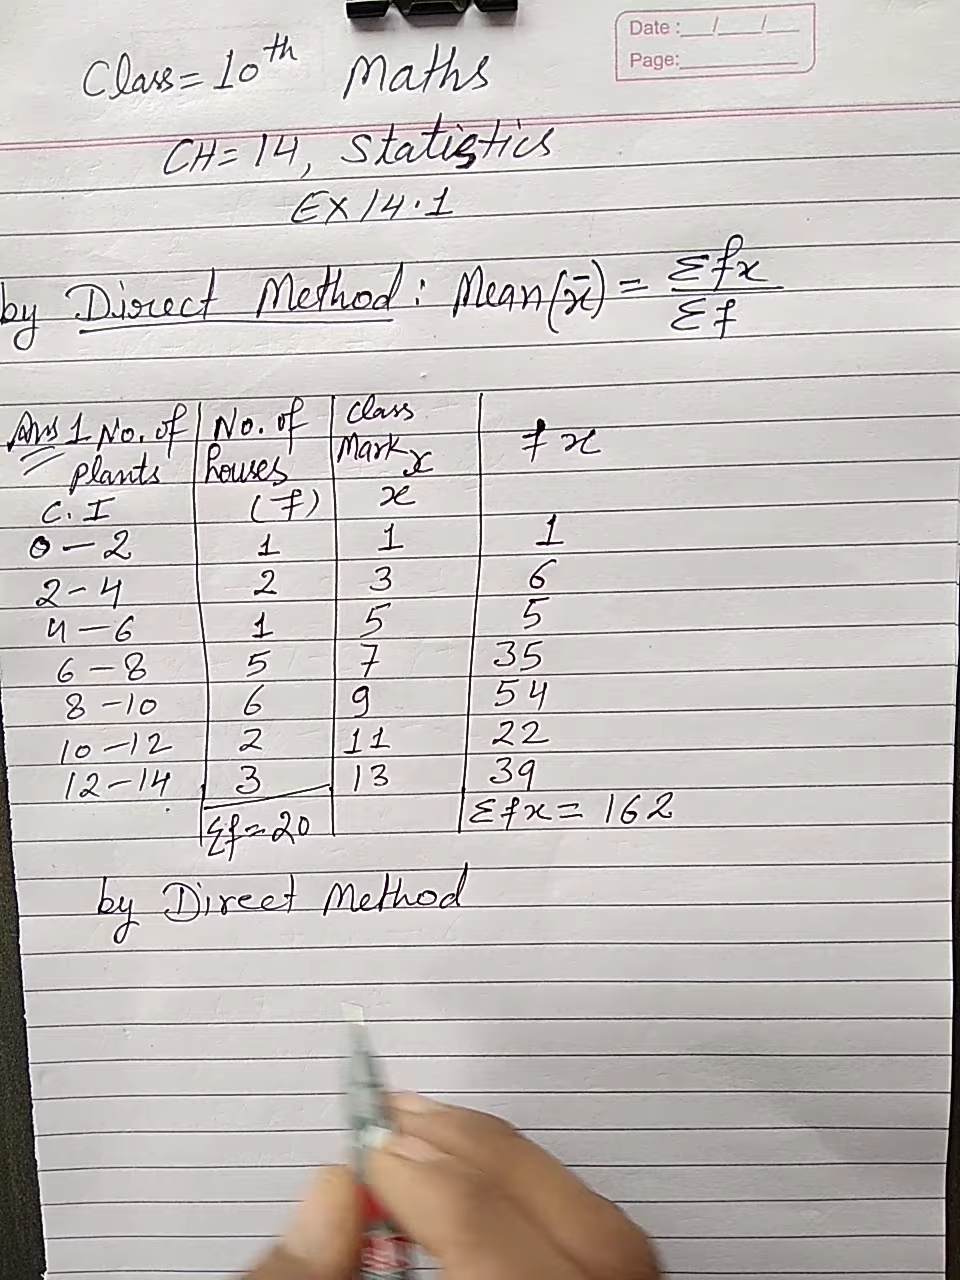 Date :__/__/__
Page:
Class = 10th Maths
CH = 14, Statistics
EX 14.1
by Direct Method : Mean (x̄) = Σfx / Σf
Ans 1 No. of plants C.I | No. of houses (f) | Class Mark x x | fx
0 - 2 | 1 | 1 | 1
2 - 4 | 2 | 3 | 6
4 - 6 | 1 | 5 | 5
6 - 8 | 5 | 7 | 35
8 - 10 | 6 | 9 | 54
10 - 12 | 2 | 11 | 22
12 - 14 | 3 | 13 | 39
Σf = 20 | Σfx = 162
by Direct Method